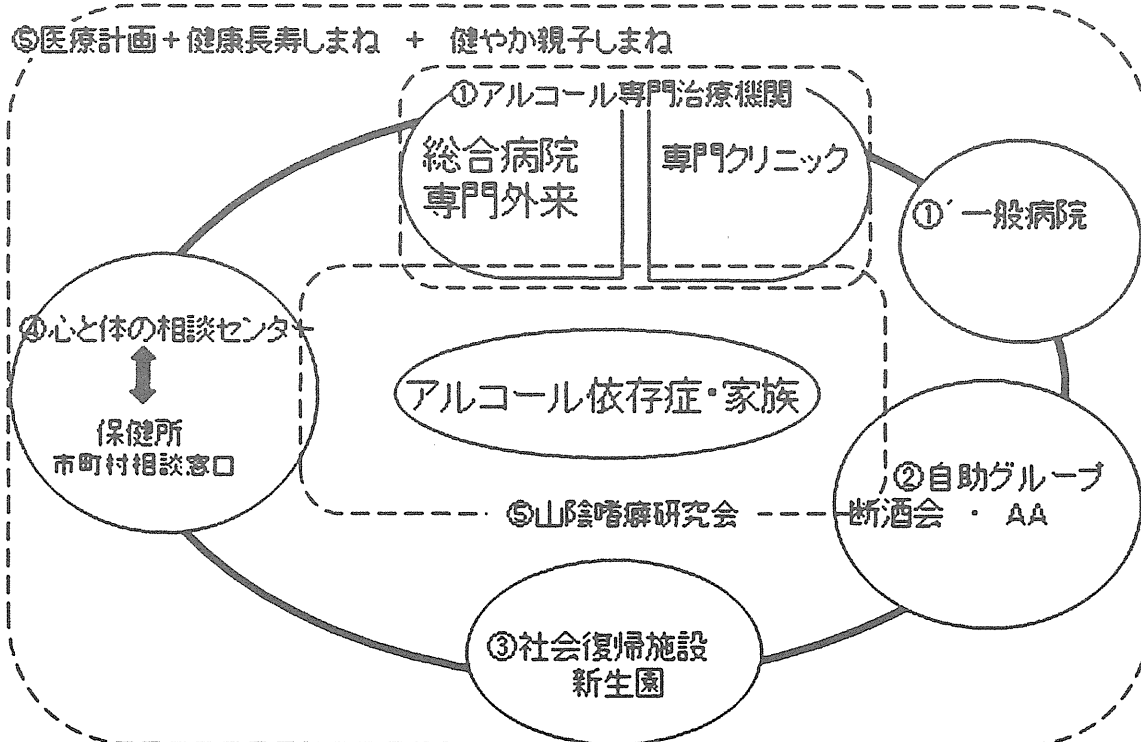 ⑤医療計画+健康長寿しまね + 健やか親子しまね
①アルコール専門治療機関
総合病院
専門外来
専門クリニック
①´一般病院
④心と体の相談センター
保健所
市町村相談窓口
アルコール依存症・家族
②自助グループ
断酒会 ・ AA
⑤山陰嗜癖研究会
③社会復帰施設
新生園